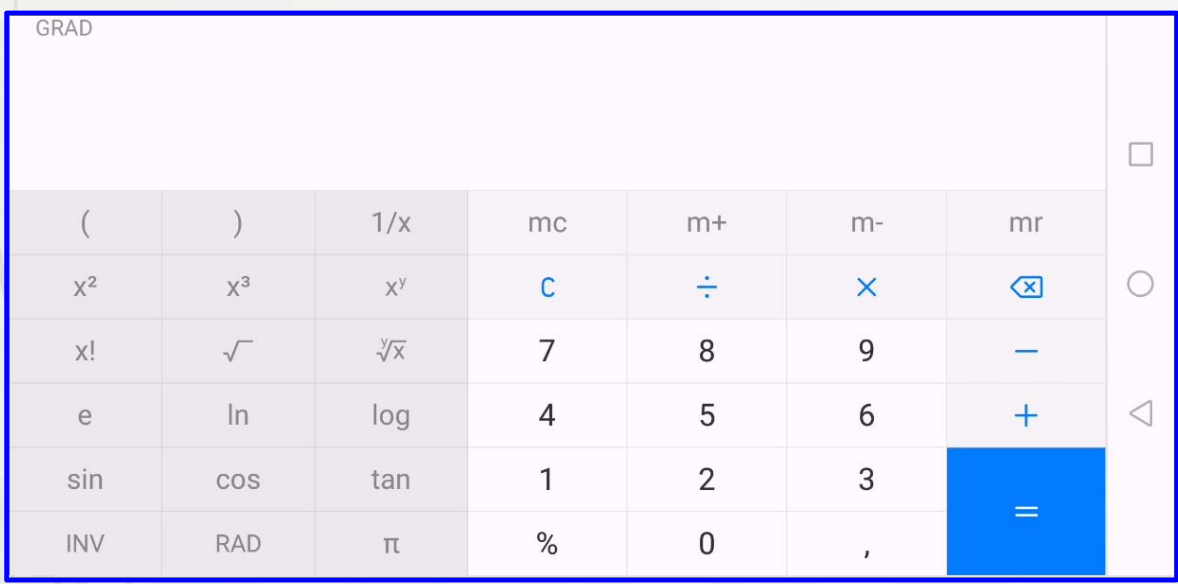 GRAD
( ) 1/x mc m+ m- mr
x² x³ xʸ C ÷ ×
x! √ ʸ√x 7 8 9 −
e ln log 4 5 6 +
sin cos tan 1 2 3 =
INV RAD π % 0 ,